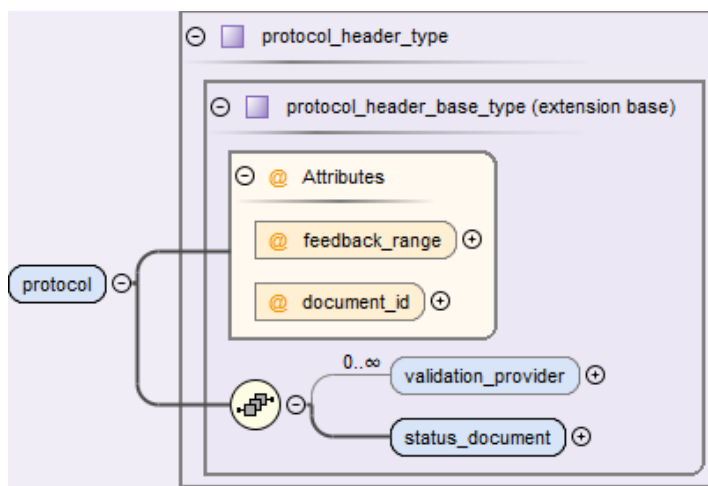 protocol_header_type
protocol_header_base_type (extension base)
@ Attributes
@ feedback_range
protocol
@ document_id
0..∞
validation_provider
status_document